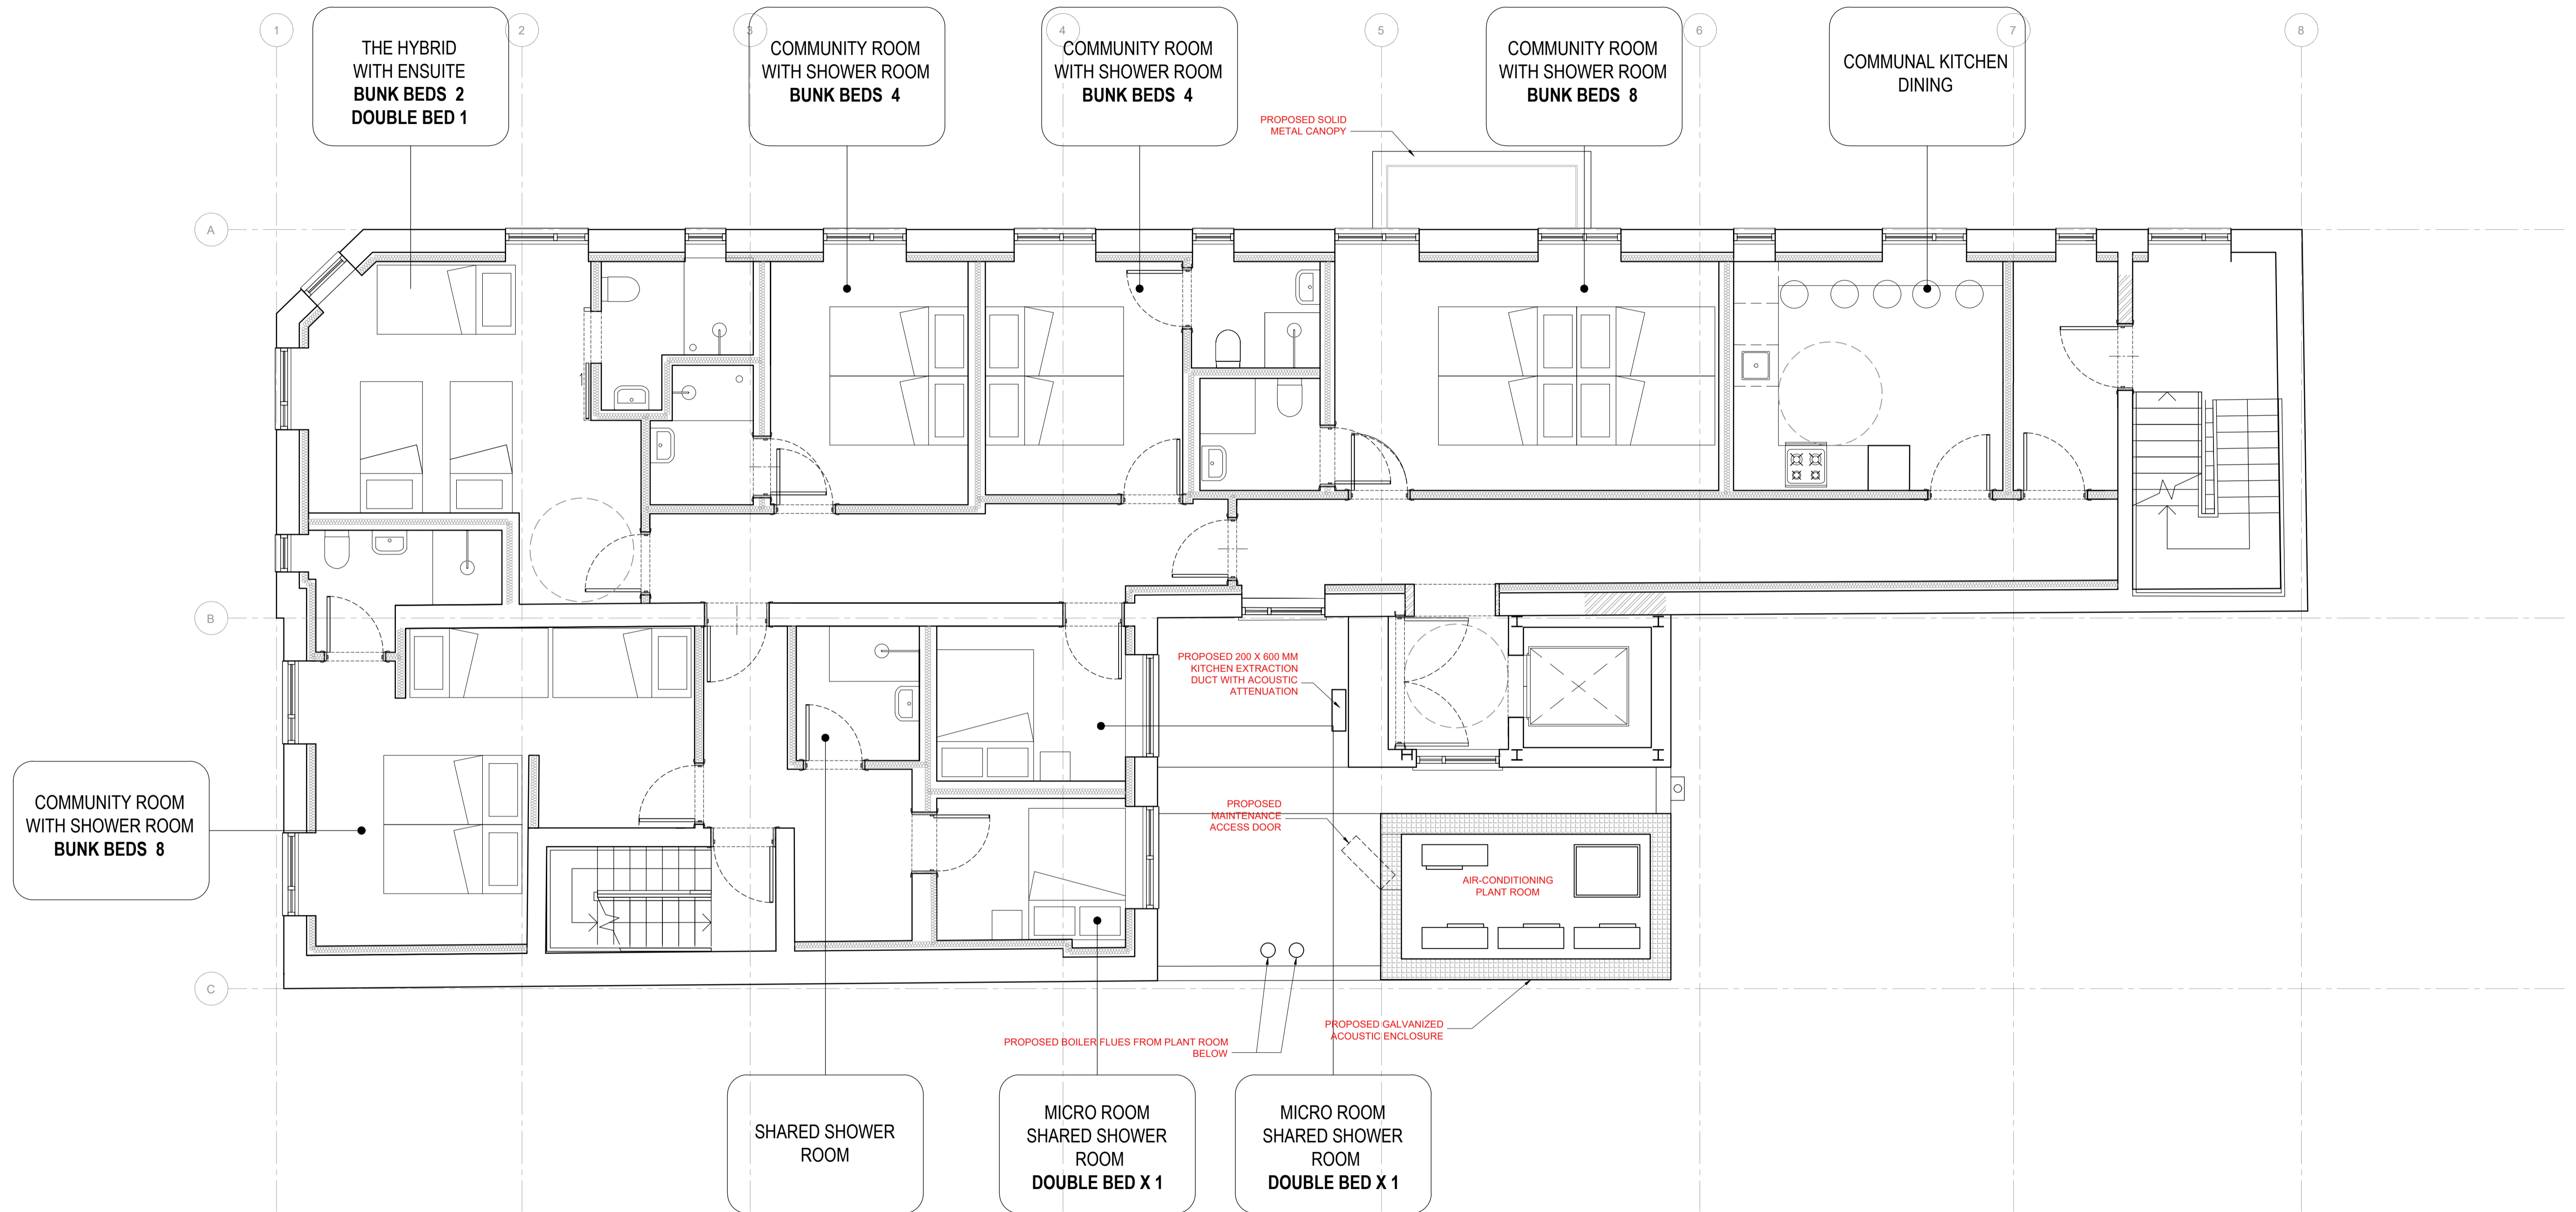 1
2
3
4
5
6
7
8
THE HYBRID
WITH ENSUITE
BUNK BEDS 2
DOUBLE BED 1
COMMUNITY ROOM
WITH SHOWER ROOM
BUNK BEDS 4
COMMUNITY ROOM
WITH SHOWER ROOM
BUNK BEDS 4
COMMUNITY ROOM
WITH SHOWER ROOM
BUNK BEDS 8
COMMUNAL KITCHEN
DINING
PROPOSED SOLID
METAL CANOPY
A
B
PROPOSED 200 X 600 MM
KITCHEN EXTRACTION
DUCT WITH ACOUSTIC
ATTENUATION
COMMUNITY ROOM
WITH SHOWER ROOM
BUNK BEDS 8
PROPOSED
MAINTENANCE
ACCESS DOOR
AIR-CONDITIONING
PLANT ROOM
C
PROPOSED BOILER FLUES FROM PLANT ROOM
BELOW
PROPOSED GALVANIZED
ACOUSTIC ENCLOSURE
SHARED SHOWER
ROOM
MICRO ROOM
SHARED SHOWER
ROOM
DOUBLE BED X 1
MICRO ROOM
SHARED SHOWER
ROOM
DOUBLE BED X 1